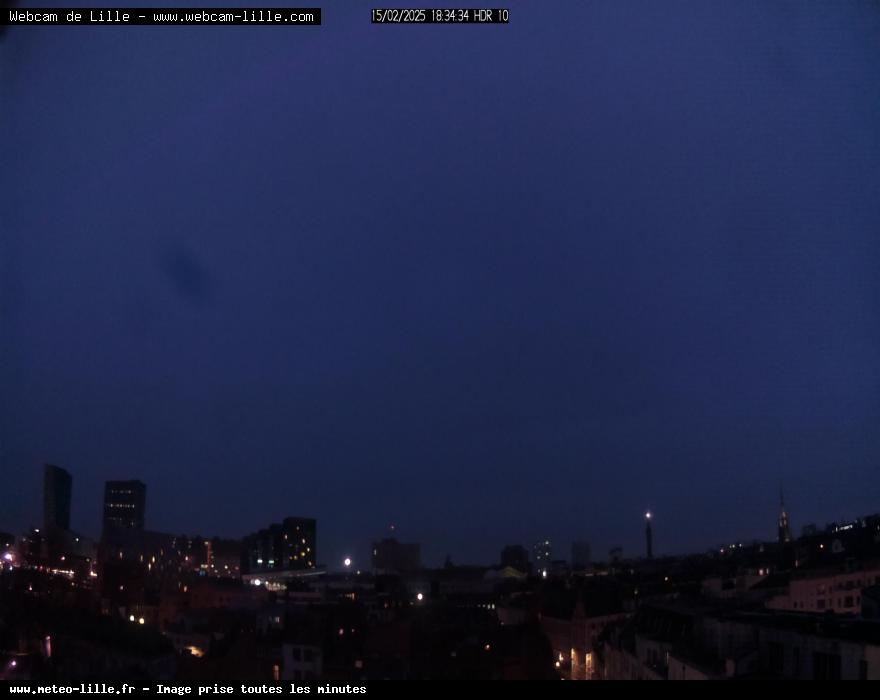 Webcam de Lille - www.webcam-lille.com
15/02/2025 18:34:34 HDR 10
www.meteo-lille.fr - Image prise toutes les minutes